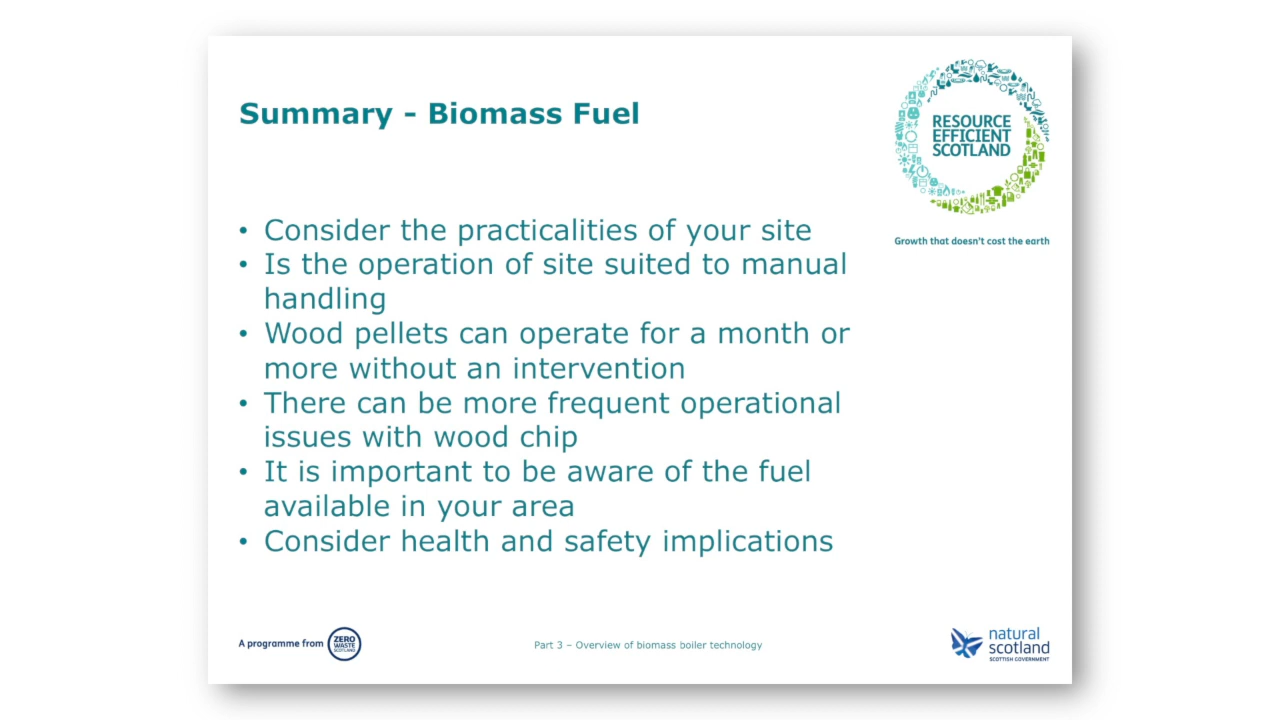 Summary - Biomass Fuel
RESOURCE
EFFICIENT
SCOTLAND
Growth that doesn't cost the earth
• Consider the practicalities of your site
• Is the operation of site suited to manual
handling
• Wood pellets can operate for a month or
more without an intervention
• There can be more frequent operational
issues with wood chip
• It is important to be aware of the fuel
available in your area
• Consider health and safety implications
A programme from
ZERO
WASTE
SCOTLAND
Part 3 – Overview of biomass boiler technology
natural
scotland
SCOTTISH GOVERNMENT